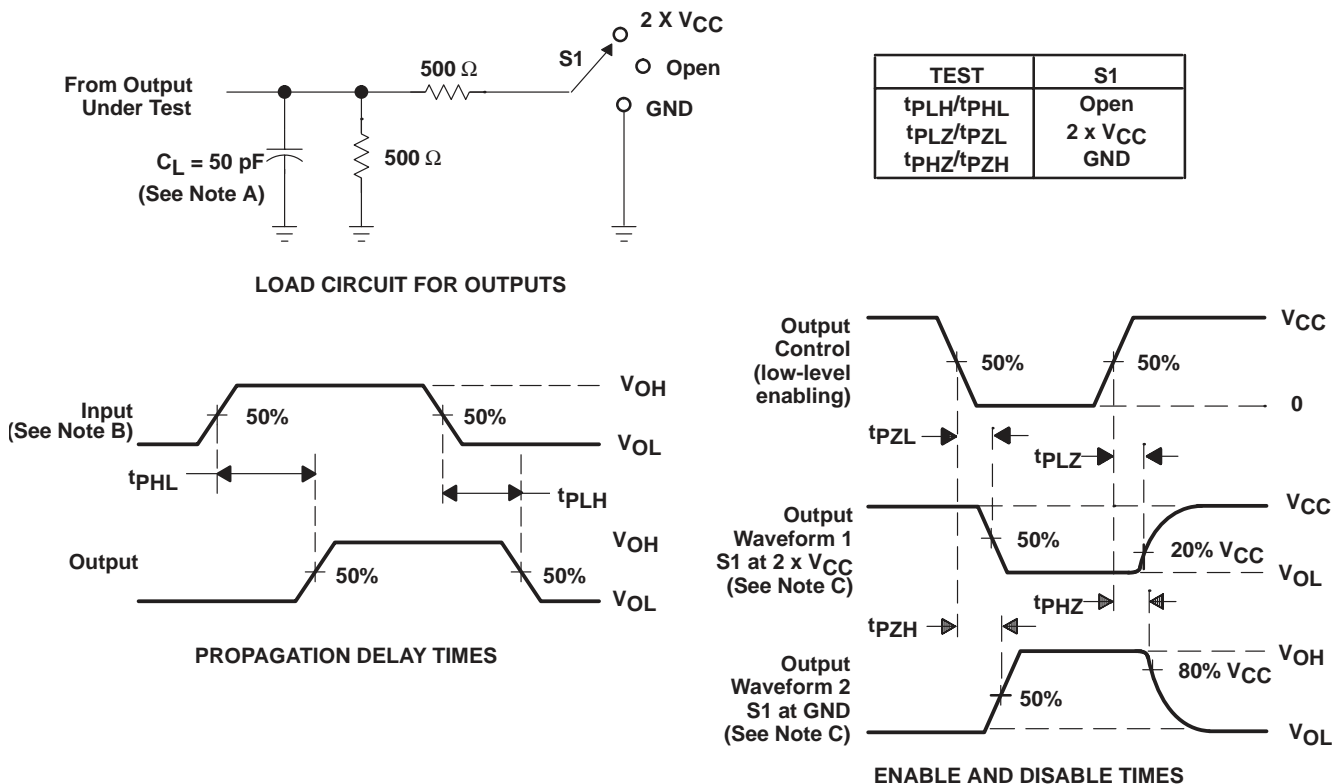 2 X VCC
S1
500 Ω
Open
From Output
Under Test
GND
CL = 50 pF
(See Note A)
500 Ω
LOAD CIRCUIT FOR OUTPUTS
TEST S1
tPLH/tPHL Open
tPLZ/tPZL 2 x VCC
tPHZ/tPZH GND
Input
(See Note B)
50%
50%
VOH
VOL
tPHL
tPLH
Output
50%
50%
VOH
VOL
PROPAGATION DELAY TIMES
Output
Control
(low-level
enabling)
50%
50%
VCC
0
tPZL
tPLZ
Output
Waveform 1
S1 at 2 x VCC
(See Note C)
50%
VCC
20% VCC
VOL
tPZH
tPHZ
Output
Waveform 2
S1 at GND
(See Note C)
50%
VOH
80% VCC
VOL
ENABLE AND DISABLE TIMES